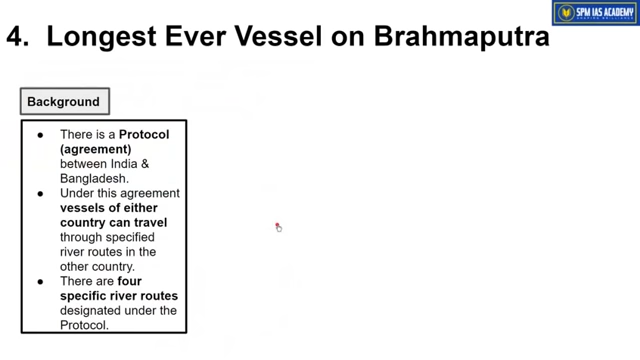 SPM IAS ACADEMY
4. Longest Ever Vessel on Brahmaputra
Background
● There is a Protocol
(agreement)
between India &
Bangladesh.
● Under this agreement
vessels of either
country can travel
through specified
river routes in the
other country.
● There are four
specific river routes
designated under the
Protocol.